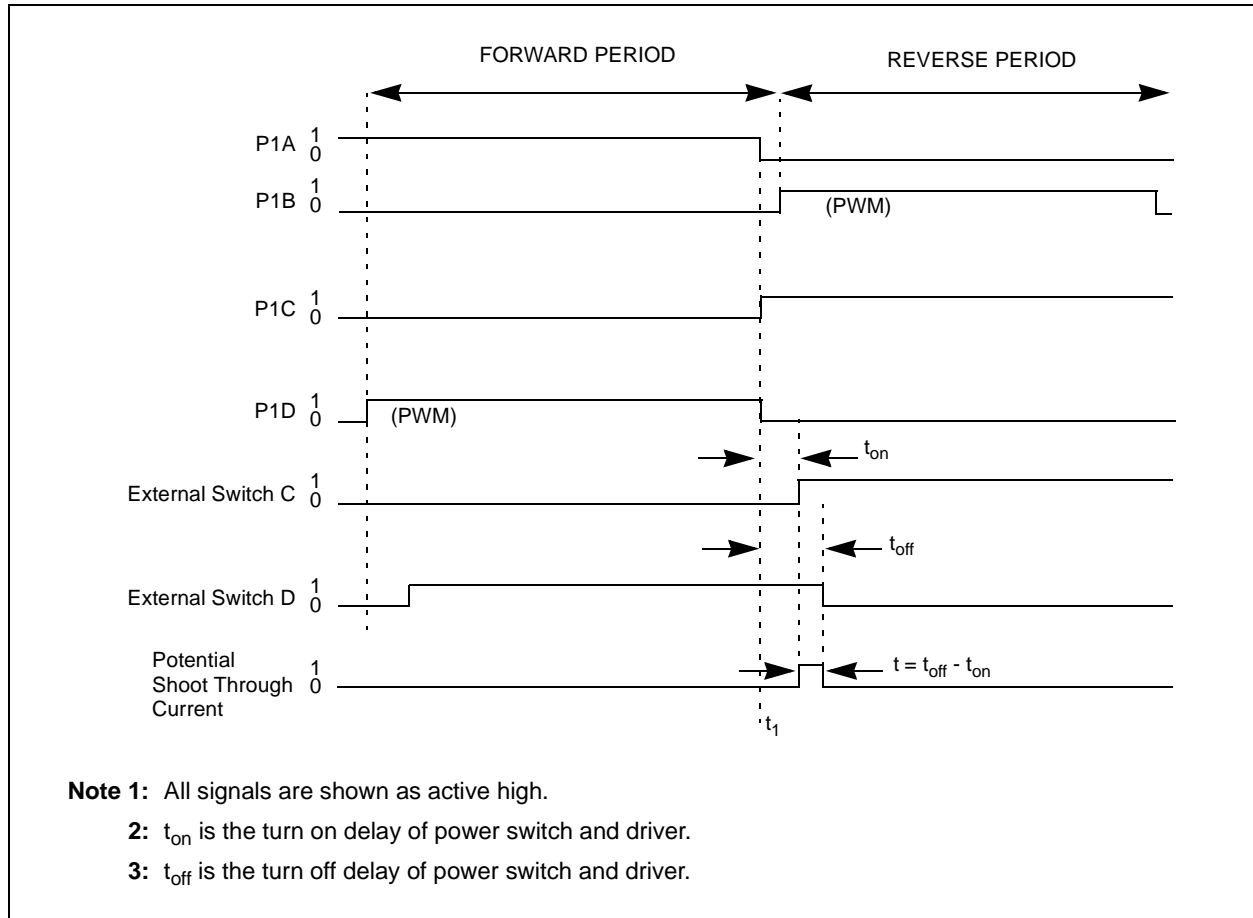 FORWARD PERIOD
REVERSE PERIOD
P1A 1
0
P1B 1
0
(PWM)
P1C 1
0
P1D 1
0
(PWM)
ton
External Switch C 1
0
toff
External Switch D 1
0
Potential
Shoot Through
Current
1
0
t = toff - ton
t1
Note 1: All signals are shown as active high.
2: ton is the turn on delay of power switch and driver.
3: toff is the turn off delay of power switch and driver.